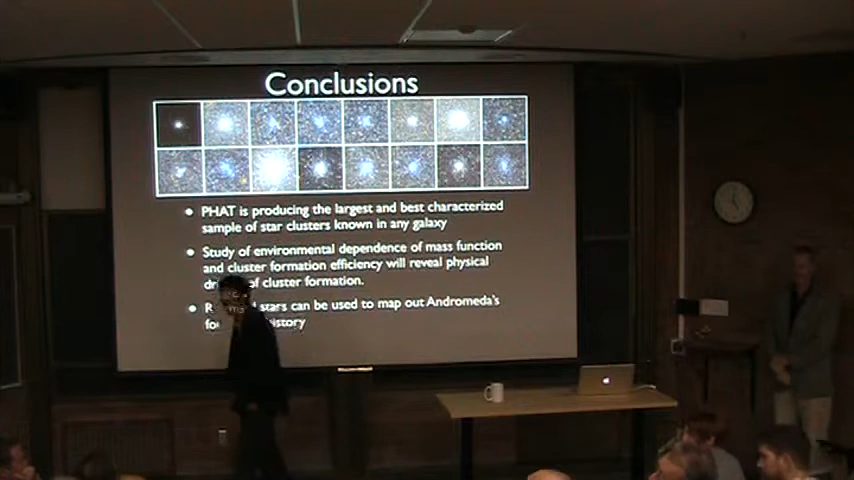 Conclusions
PHAT is producing the largest and best characterized
sample of star clusters known in any galaxy
Study of environmental dependence of mass function
and cluster formation efficiency will reveal physical
of cluster formation.
stars can be used to map out Andromeda's